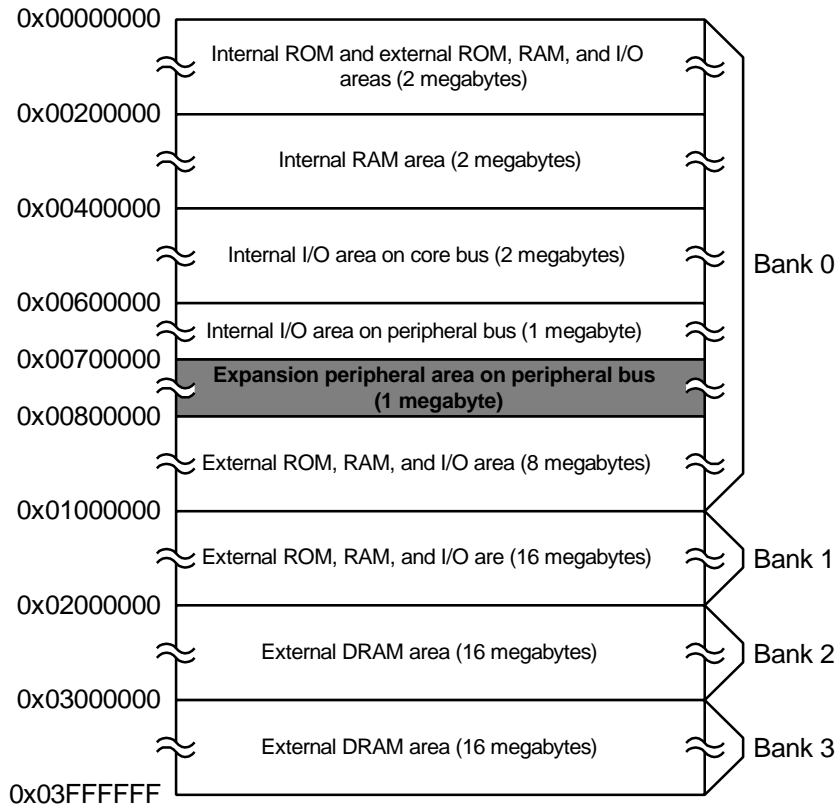 0x00000000
Internal ROM and external ROM, RAM, and I/O
areas (2 megabytes)
0x00200000
Internal RAM area (2 megabytes)
0x00400000
Internal I/O area on core bus (2 megabytes)
Bank 0
0x00600000
Internal I/O area on peripheral bus (1 megabyte)
0x00700000
Expansion peripheral area on peripheral bus
(1 megabyte)
0x00800000
External ROM, RAM, and I/O area (8 megabytes)
0x01000000
External ROM, RAM, and I/O are (16 megabytes)
Bank 1
0x02000000
External DRAM area (16 megabytes)
Bank 2
0x03000000
External DRAM area (16 megabytes)
Bank 3
0x03FFFFFF